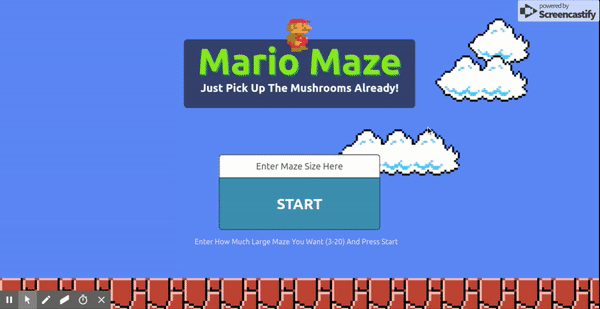 powered by
Screencastify
Mario Maze
Just Pick Up The Mushrooms Already!
Enter Maze Size Here
START
Enter How Much Large Maze You Want (3-20) And Press Start